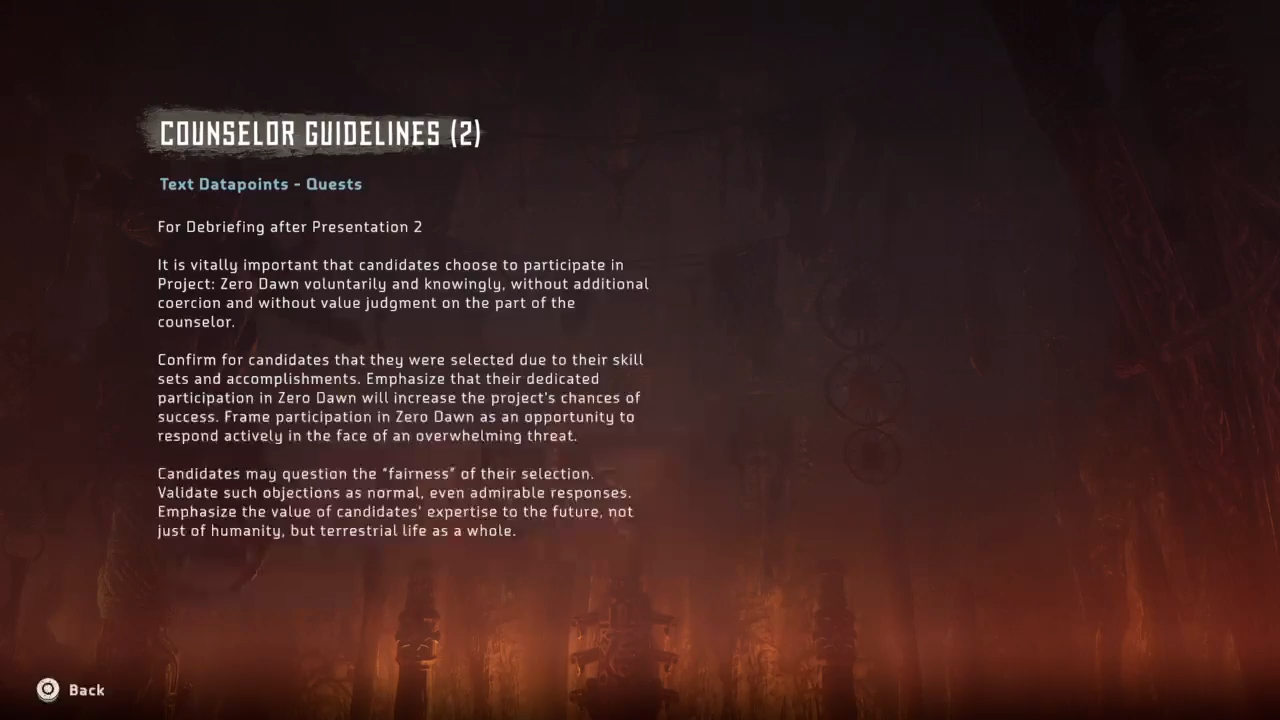 COUNSELOR GUIDELINES (2)
Text Datapoints - Quests
For Debriefing after Presentation 2
It is vitally important that candidates choose to participate in
Project: Zero Dawn voluntarily and knowingly, without additional
coercion and without value judgment on the part of the
counselor.
Confirm for candidates that they were selected due to their skill
sets and accomplishments. Emphasize that their dedicated
participation in Zero Dawn will increase the project's chances of
success. Frame participation in Zero Dawn as an opportunity to
respond actively in the face of an overwhelming threat.
Candidates may question the "fairness" of their selection.
Validate such objections as normal, even admirable responses.
Emphasize the value of candidates' expertise to the future, not
just of humanity, but terrestrial life as a whole.
Back